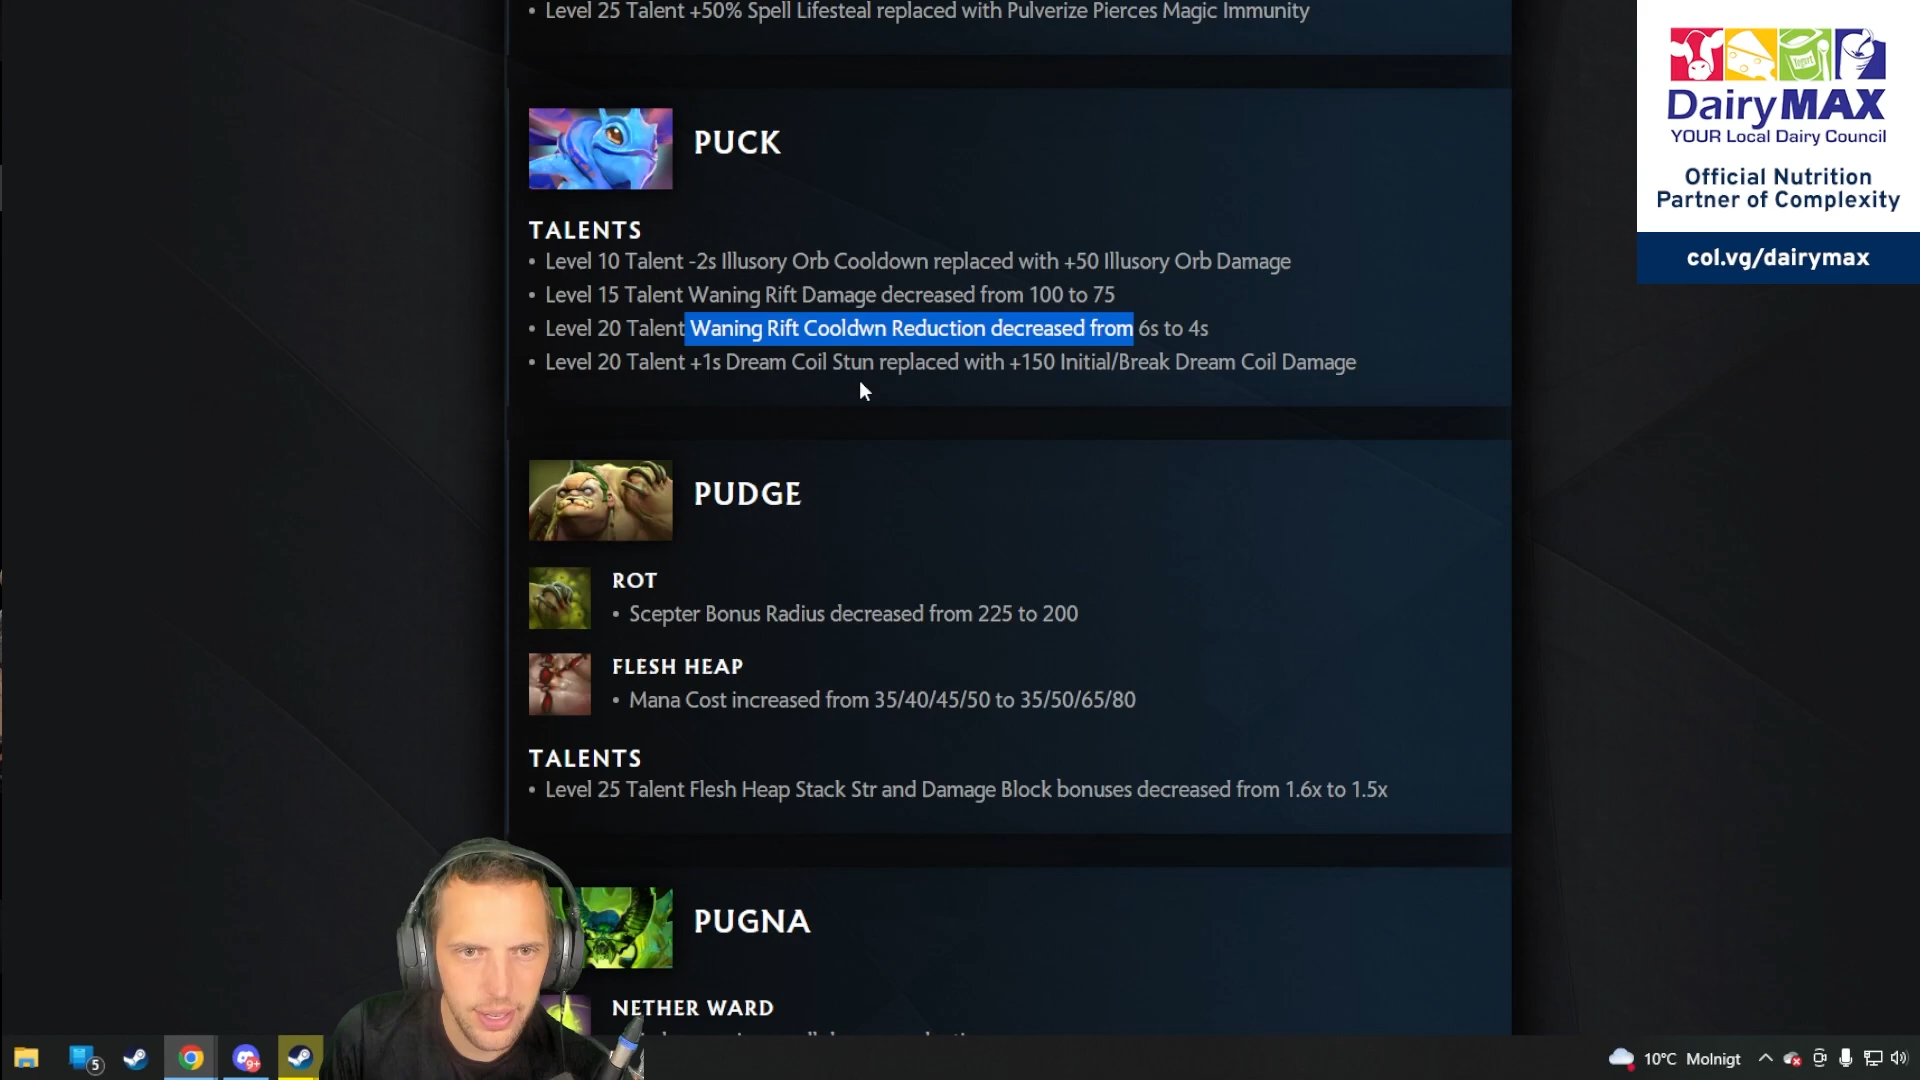 Level 25 Talent +50% Spell Lifesteal replaced with Pulverize Pierces Magic Immunity
PUCK
TALENTS
Level 10 Talent -2s Illusory Orb Cooldown replaced with +50 Illusory Orb Damage
Level 15 Talent Waning Rift Damage decreased from 100 to 75
Level 20 Talent Waning Rift Cooldwn Reduction decreased from 6s to 4s
Level 20 Talent +1s Dream Coil Stun replaced with +150 Initial/Break Dream Coil Damage
PUDGE
ROT
Scepter Bonus Radius decreased from 225 to 200
FLESH HEAP
Mana Cost increased from 35/40/45/50 to 35/50/65/80
TALENTS
Level 25 Talent Flesh Heap Stack Str and Damage Block bonuses decreased from 1.6x to 1.5x
PUGNA
NETHER WARD
Yogurt
DairyMAX
YOUR Local Dairy Council
Official Nutrition
Partner of Complexity
col.vg/dairymax
5
9+
10°C Molnigt